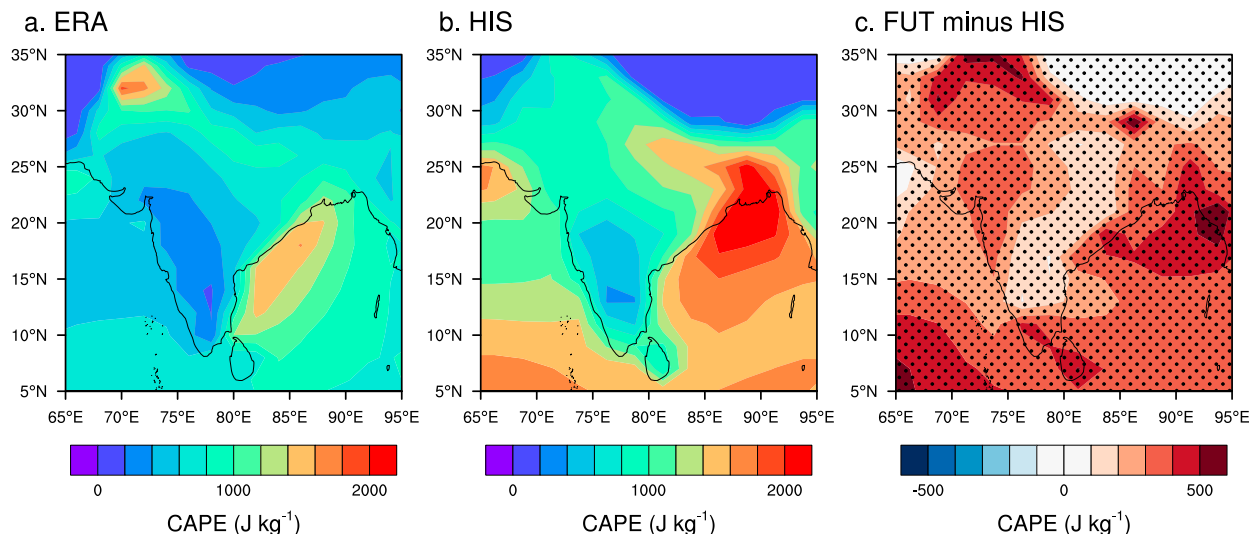 a. ERA
b. HIS
c. FUT minus HIS
35°N
30°N
25°N
20°N
15°N
10°N
5°N
65°E 70°E 75°E 80°E 85°E 90°E 95°E
35°N
30°N
25°N
20°N
15°N
10°N
5°N
65°E 70°E 75°E 80°E 85°E 90°E 95°E
35°N
30°N
25°N
20°N
15°N
10°N
5°N
65°E 70°E 75°E 80°E 85°E 90°E 95°E
0 1000 2000
CAPE (J kg⁻¹)
0 1000 2000
CAPE (J kg⁻¹)
-500 0 500
CAPE (J kg⁻¹)